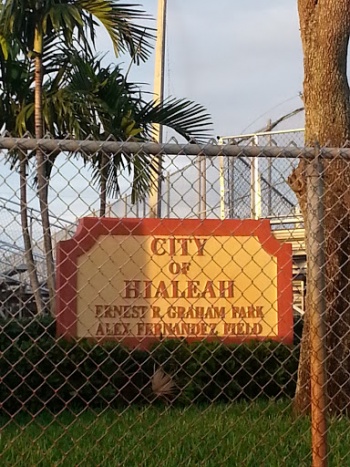 CITY
OF
HIALEAH
ERNEST R. GRAHAM PARK
ALEX FERNANDEZ FIELD